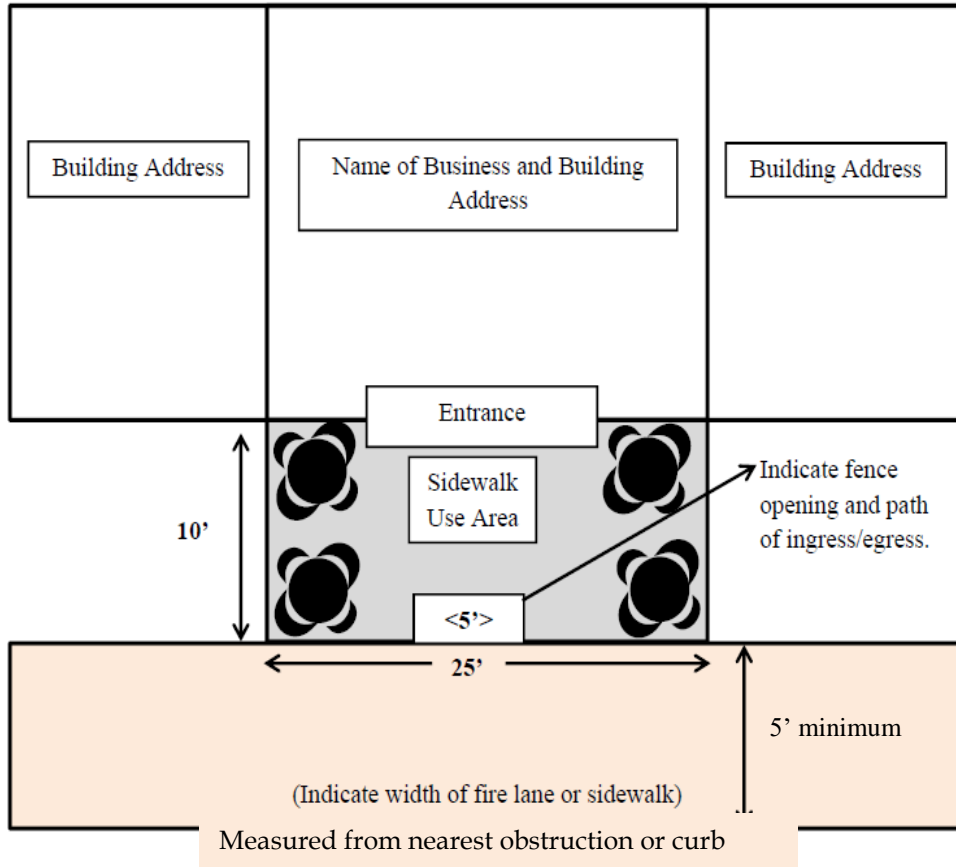 Building Address
Name of Business and Building
Address
Building Address
Entrance
Sidewalk
Use Area
Indicate fence
opening and path
of ingress/egress.
10’
<5’>
25’
5’ minimum
(Indicate width of fire lane or sidewalk)
Measured from nearest obstruction or curb